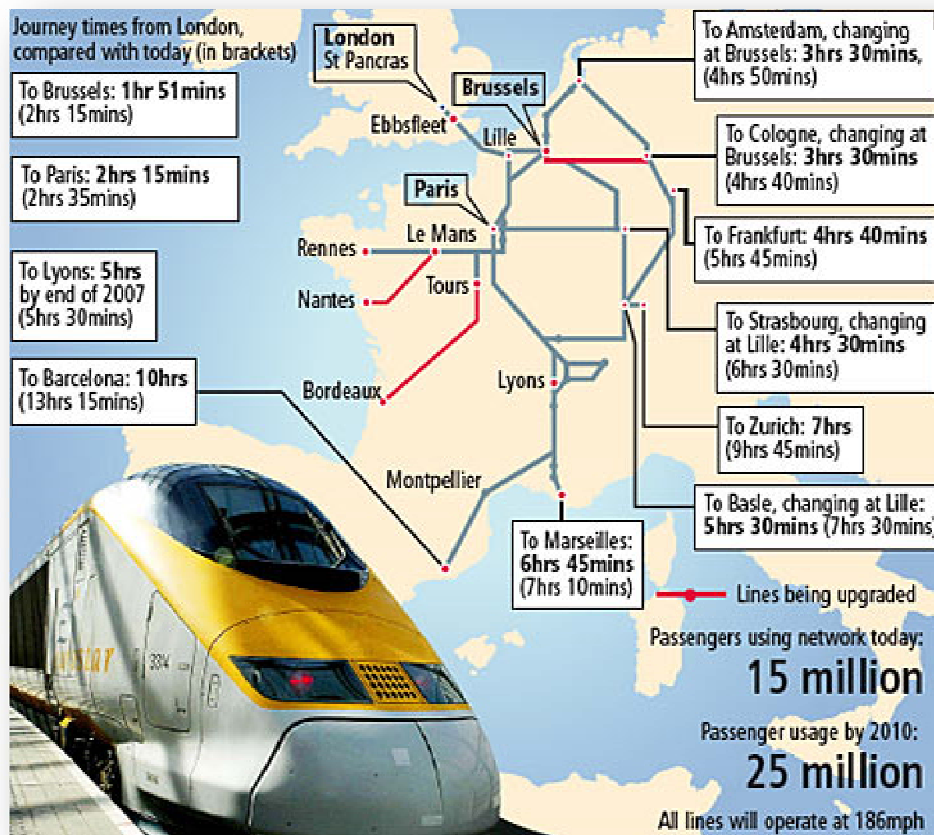 Journey times from London,
compared with today (in brackets)
To Brussels: 1hr 51mins
(2hrs 15mins)
To Paris: 2hrs 15mins
(2hrs 35mins)
To Lyons: 5hrs
by end of 2007
(5hrs 30mins)
To Barcelona: 10hrs
(13hrs 15mins)
London
St Pancras
Ebbsfleet
Brussels
Lille
Paris
Le Mans
Rennes
Nantes
Tours
Bordeaux
Lyons
Montpellier
To Amsterdam, changing
at Brussels: 3hrs 30mins,
(4hrs 50mins)
To Cologne, changing at
Brussels: 3hrs 30mins
(4hrs 40mins)
To Frankfurt: 4hrs 40mins
(5hrs 45mins)
To Strasbourg, changing
at Lille: 4hrs 30mins
(6hrs 30mins)
To Zurich: 7hrs
(9hrs 45mins)
To Basle, changing at Lille:
5hrs 30mins (7hrs 30mins)
To Marseilles:
6hrs 45mins
(7hrs 10mins)
Lines being upgraded
Passengers using network today:
15 million
Passenger usage by 2010:
25 million
All lines will operate at 186mph
3314